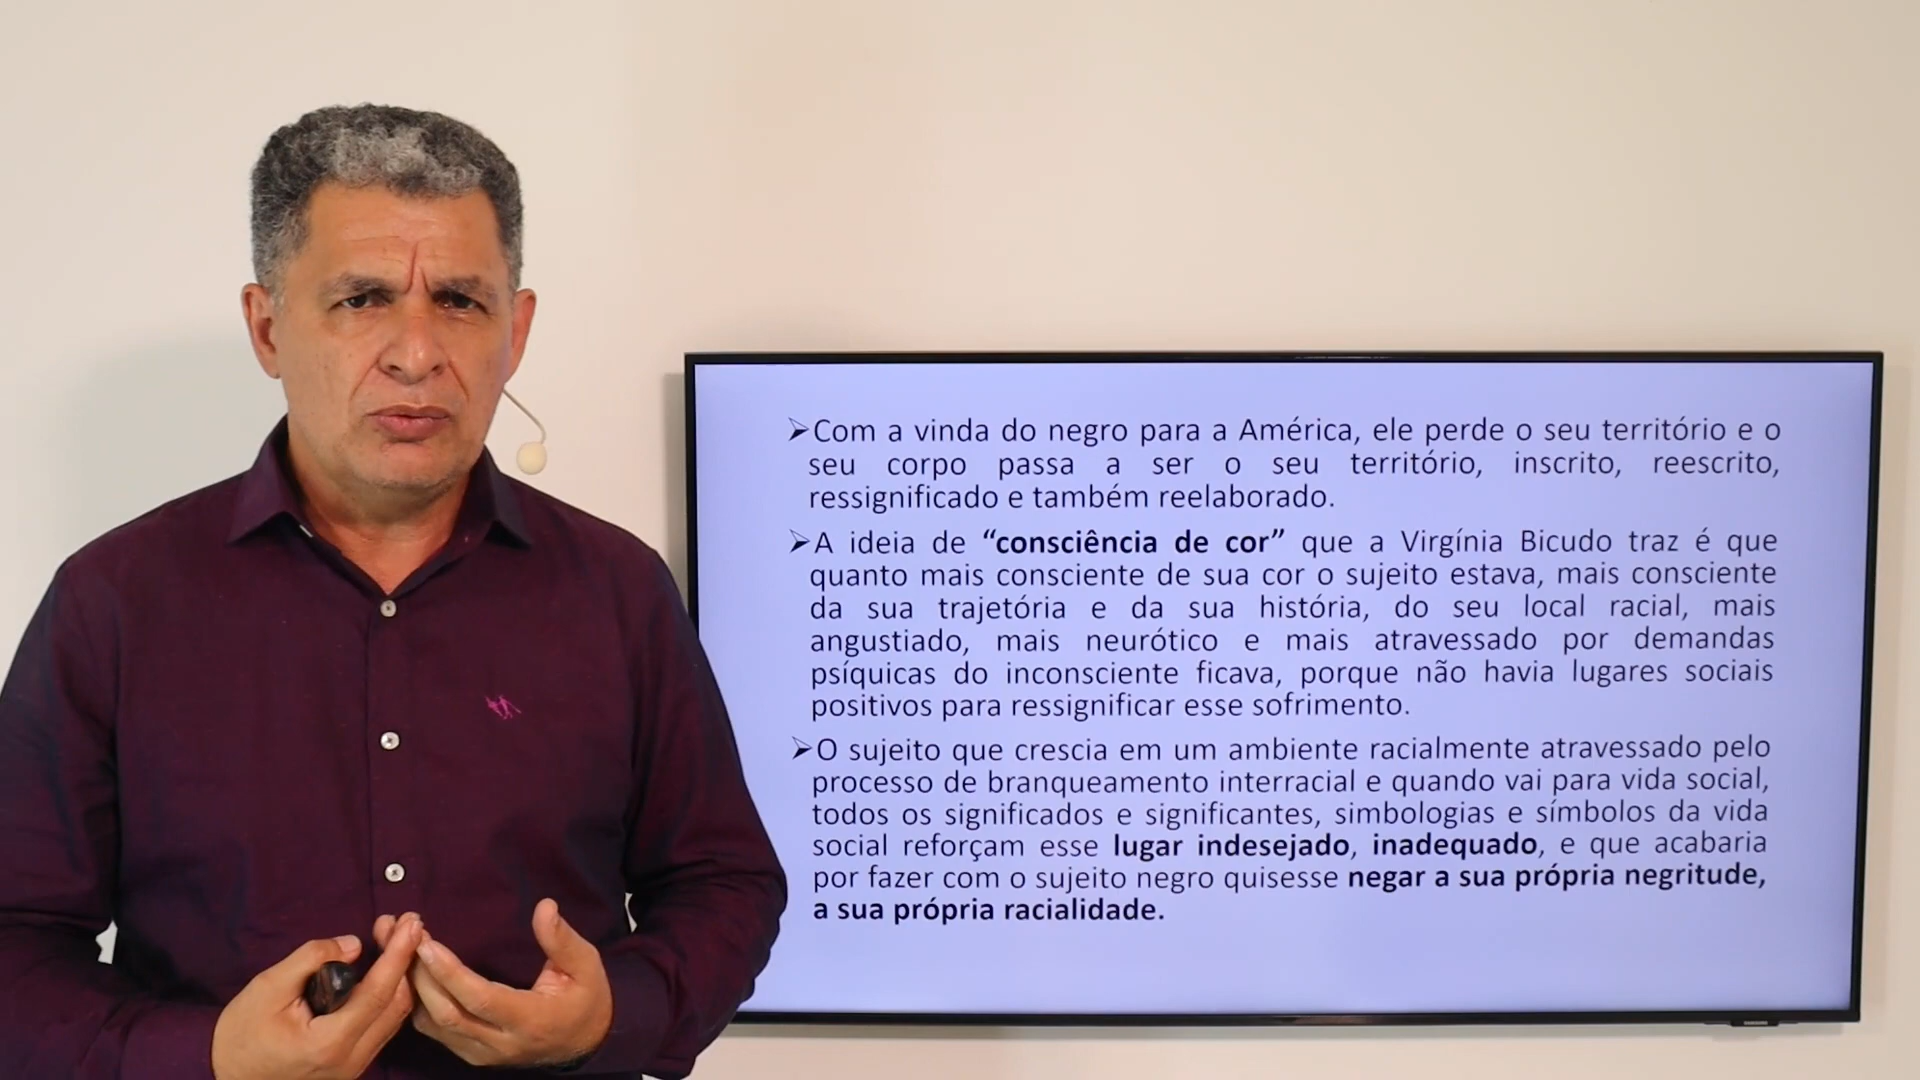 ➢Com a vinda do negro para a América, ele perde o seu território e o
seu corpo passa a ser o seu território, inscrito, reescrito,
ressignificado e também reelaborado.
➢A ideia de “consciência de cor” que a Virgínia Bicudo traz é que
quanto mais consciente de sua cor o sujeito estava, mais consciente
da sua trajetória e da sua história, do seu local racial, mais
angustiado, mais neurótico e mais atravessado por demandas
psíquicas do inconsciente ficava, porque não havia lugares sociais
positivos para ressignificar esse sofrimento.
➢O sujeito que crescia em um ambiente racialmente atravessado pelo
processo de branqueamento interracial e quando vai para vida social,
todos os significados e significantes, simbologias e símbolos da vida
social reforçam esse lugar indesejado, inadequado, e que acabaria
por fazer com o sujeito negro quisesse negar a sua própria negritude,
a sua própria racialidade.